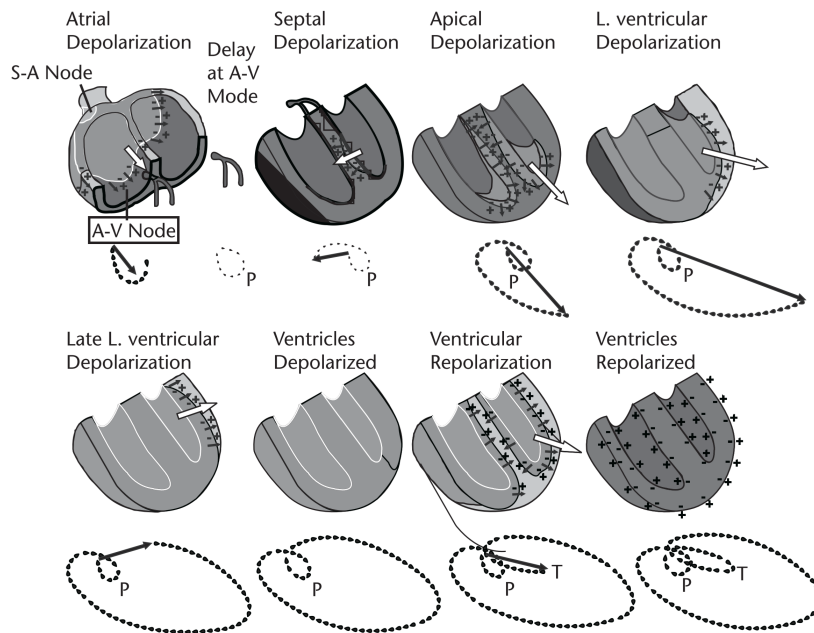 Atrial
Depolarization
Delay
at A-V
Mode
Septal
Depolarization
Apical
Depolarization
L. ventricular
Depolarization
S-A Node
A-V Node
P
P
P
P
Late L. ventricular
Depolarization
Ventricles
Depolarized
Ventricular
Repolarization
Ventricles
Repolarized
P
P
P
T
P
T